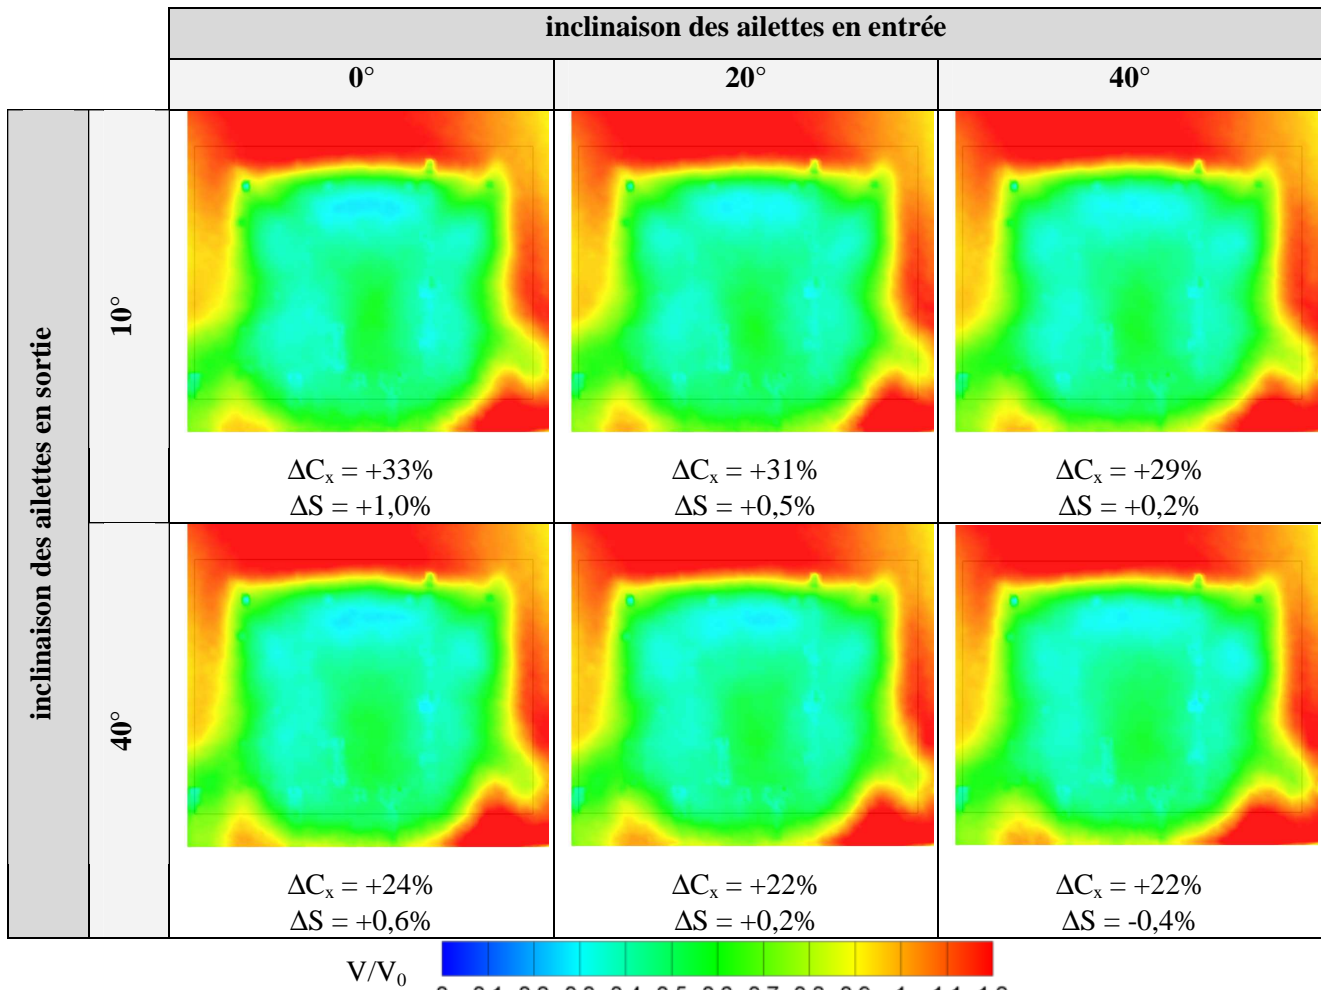 inclinaison des ailettes en entrée
0° 20° 40°
inclinaison des ailettes en sortie
10°
ΔCₓ = +33% ΔCₓ = +31% ΔCₓ = +29%
ΔS = +1,0% ΔS = +0,5% ΔS = +0,2%
40°
ΔCₓ = +24% ΔCₓ = +22% ΔCₓ = +22%
ΔS = +0,6% ΔS = +0,2% ΔS = -0,4%
V/V₀